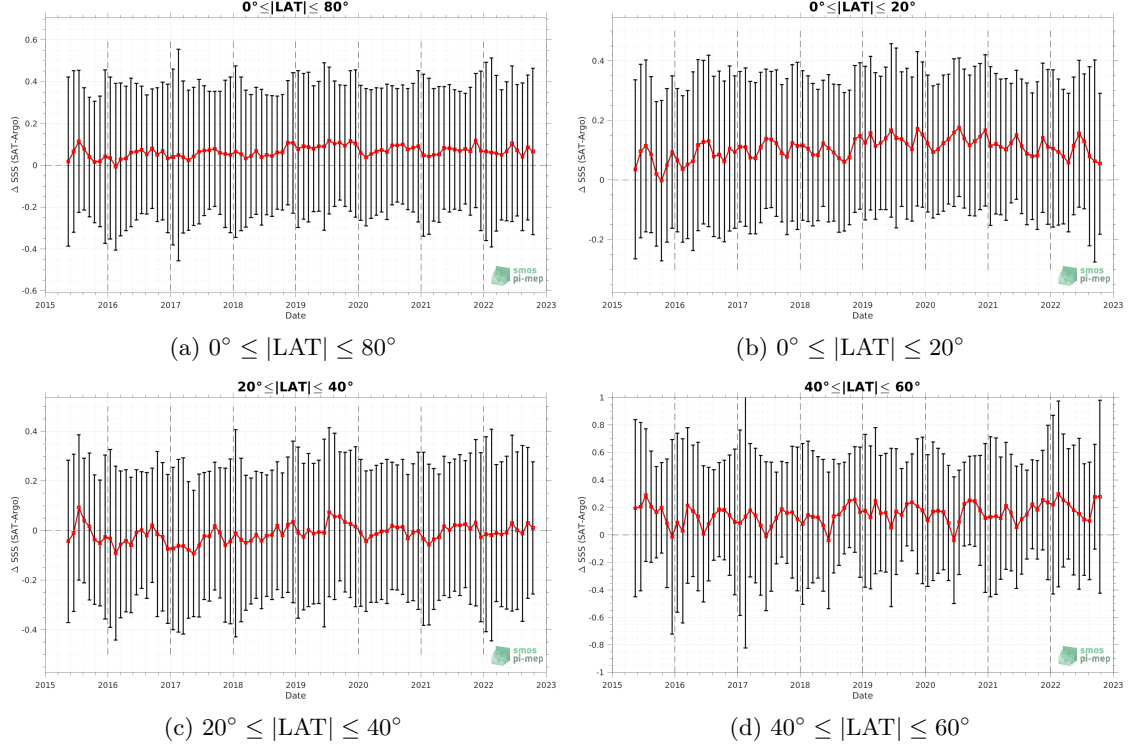 0°≤|LAT|≤ 80°
Δ SSS (SAT-Argo)
0.6
0.4
0.2
0
-0.2
-0.4
-0.6
smos
pi-mep
2015 2016 2017 2018 2019 2020 2021 2022 2023
Date
(a) 0° ≤ |LAT| ≤ 80°
0°≤|LAT|≤ 20°
Δ SSS (SAT-Argo)
0.4
0.2
0
-0.2
smos
pi-mep
2015 2016 2017 2018 2019 2020 2021 2022 2023
Date
(b) 0° ≤ |LAT| ≤ 20°
20°≤|LAT|≤ 40°
Δ SSS (SAT-Argo)
0.4
0.2
0
-0.2
-0.4
smos
pi-mep
2015 2016 2017 2018 2019 2020 2021 2022 2023
Date
(c) 20° ≤ |LAT| ≤ 40°
40°≤|LAT|≤ 60°
Δ SSS (SAT-Argo)
1
0.8
0.6
0.4
0.2
0
-0.2
-0.4
-0.6
-0.8
-1
smos
pi-mep
2015 2016 2017 2018 2019 2020 2021 2022 2023
Date
(d) 40° ≤ |LAT| ≤ 60°